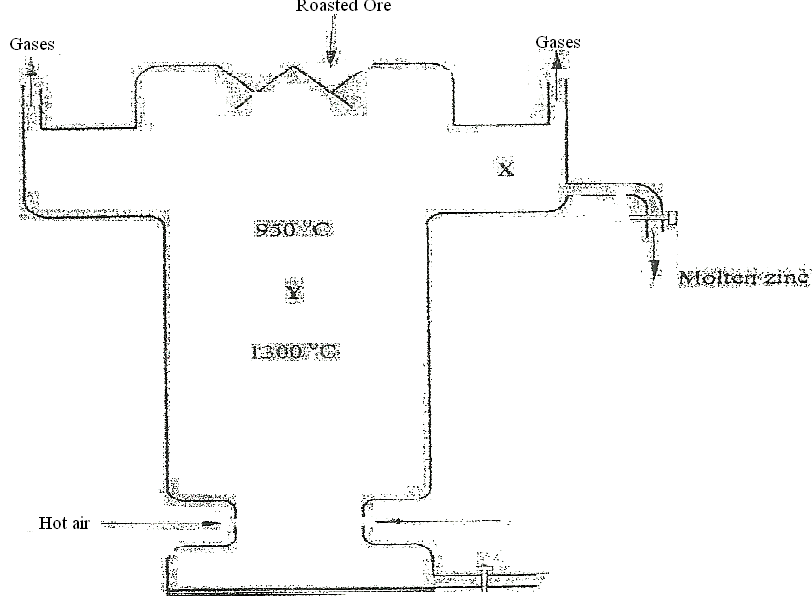 Roasted Ore
Gases
Gases
X
950 °C
Molten zinc
Y
1300 °C
Hot air